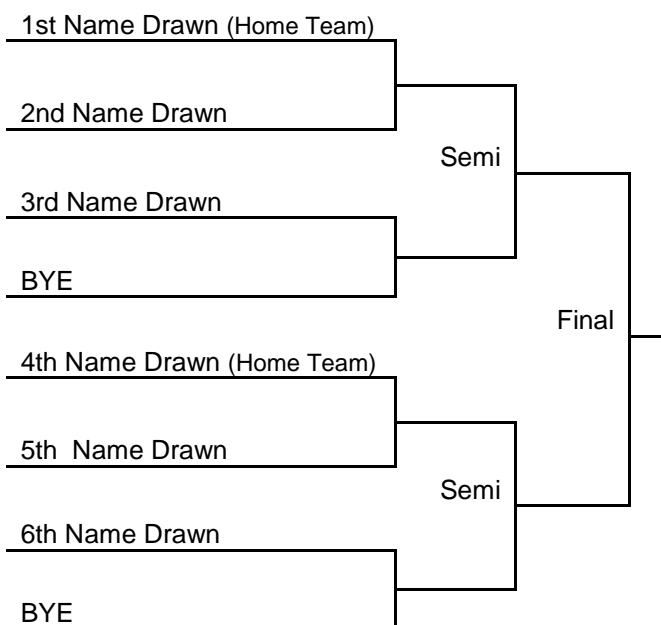 1st Name Drawn (Home Team)
2nd Name Drawn
Semi
3rd Name Drawn
BYE
Final
4th Name Drawn (Home Team)
5th  Name Drawn
Semi
6th Name Drawn
BYE